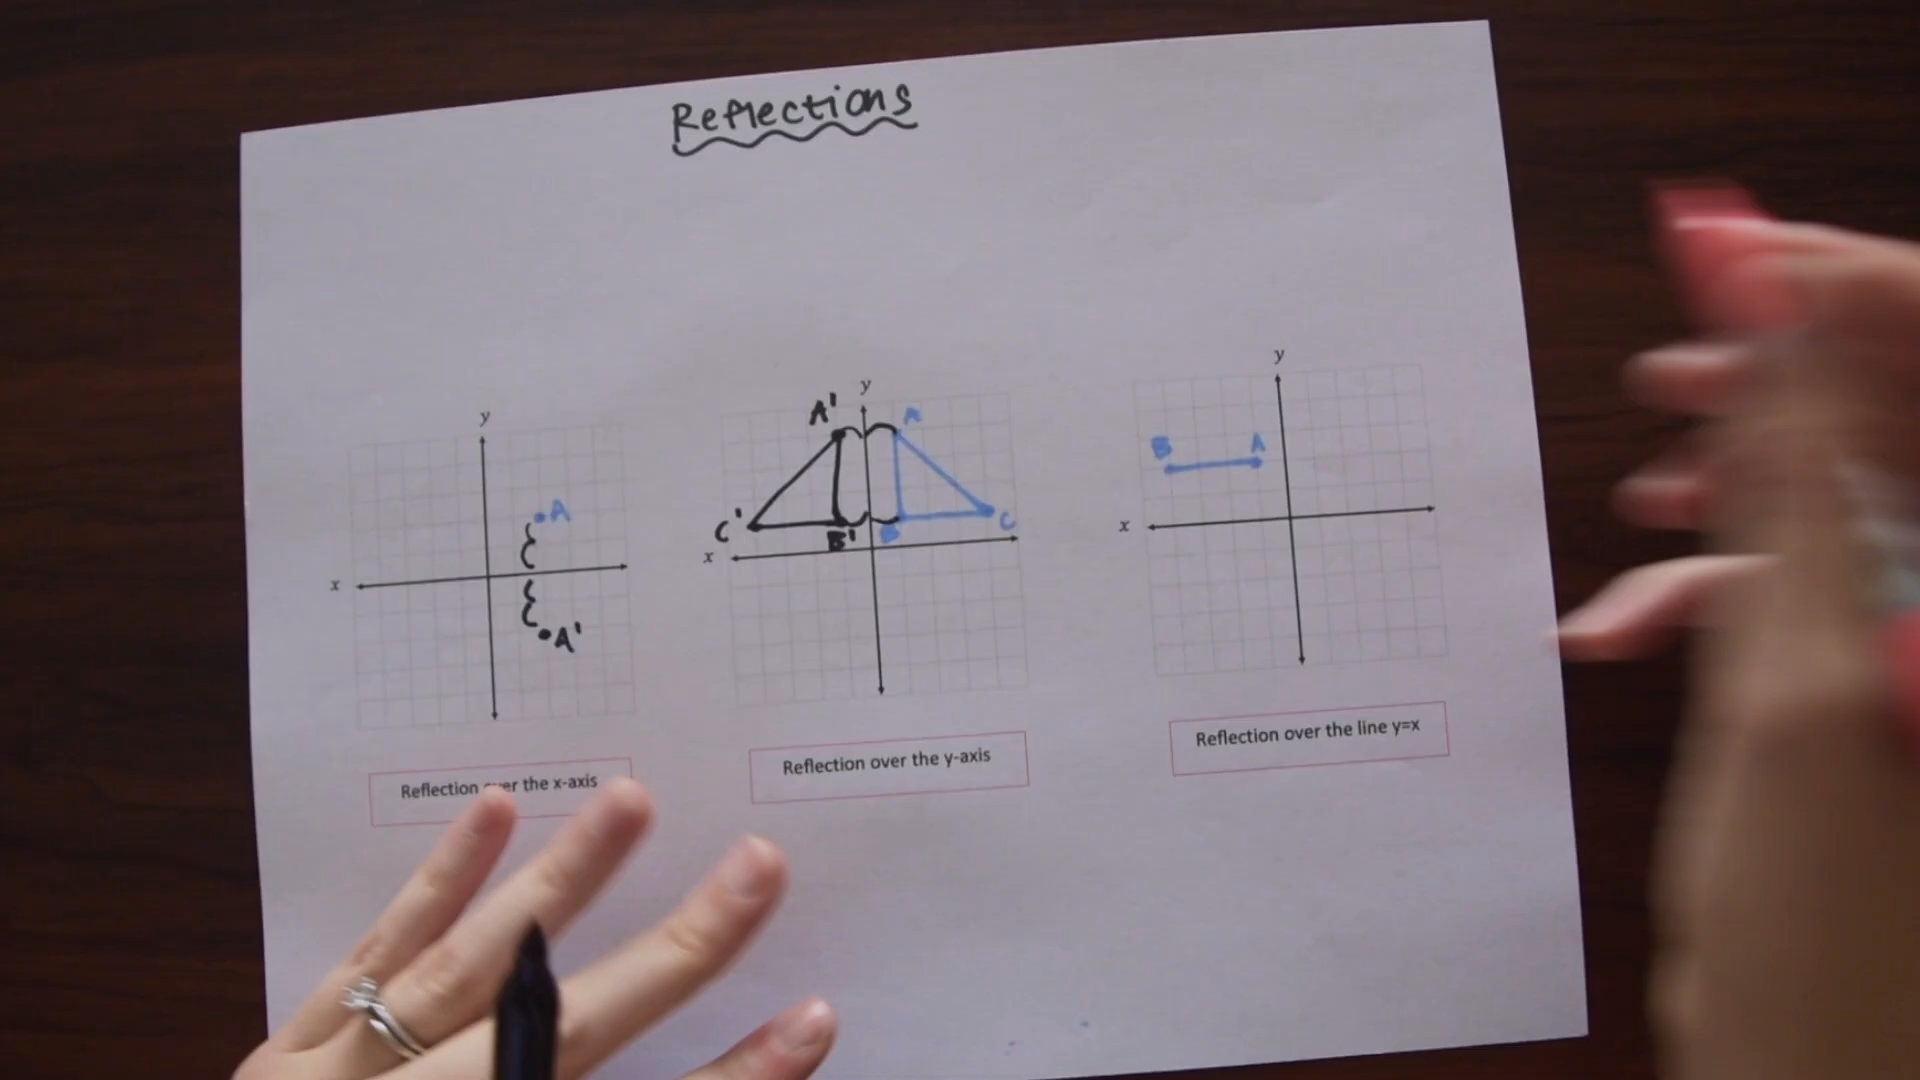 Reflections
y
A
A'
x
Reflection over the x-axis
y
A'
A
C'
B'
B
C
x
Reflection over the y-axis
y
B
A
x
Reflection over the line y=x